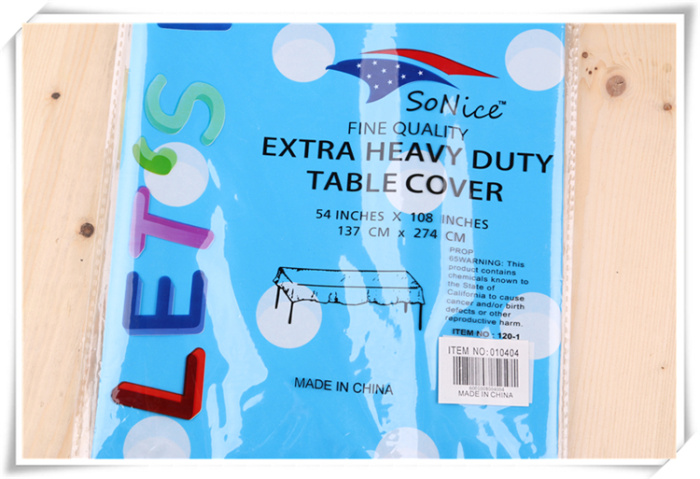 LET'S
SoNice™
FINE QUALITY
EXTRA HEAVY DUTY
TABLE COVER
54 INCHES X 108 INCHES
137 CM x 274 CM
PROP
65WARNING: This
product contains
chemicals known to
the State of
California to cause
cancer and/or birth
defects or other
reproductive harm.
ITEM NO : 120-1
ITEM NO: 010404
MADE IN CHINA
MADE IN CHINA